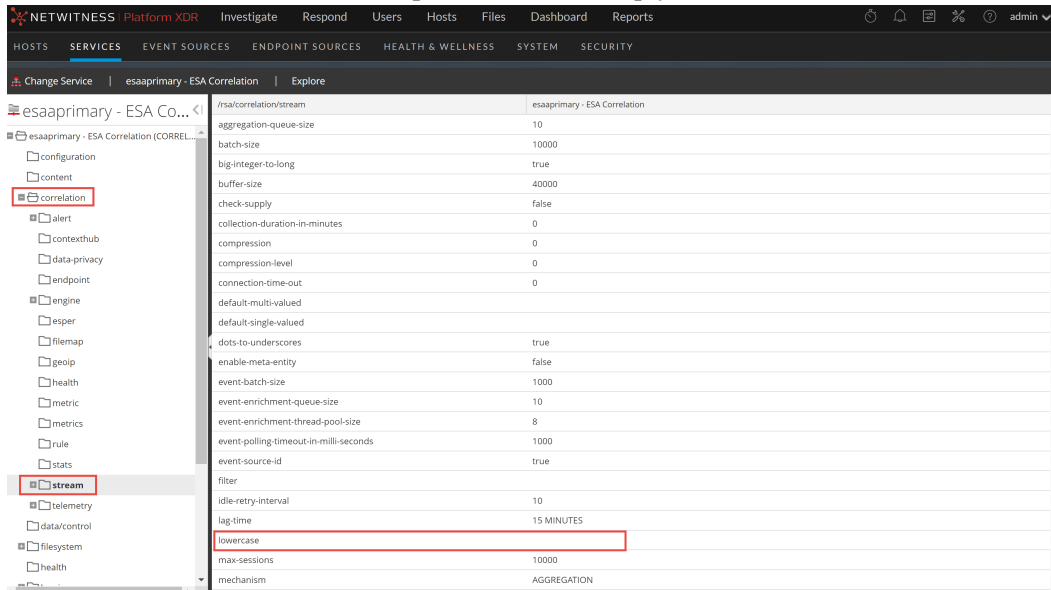 NETWITNESS Platform XDR Investigate Respond Users Hosts Files Dashboard Reports admin
HOSTS SERVICES EVENT SOURCES ENDPOINT SOURCES HEALTH & WELLNESS SYSTEM SECURITY
Change Service | esaaprimary - ESA Correlation | Explore
esaaprimary - ESA Co...
esaaprimary - ESA Correlation (CORREL...
configuration
content
correlation
alert
contexthub
data-privacy
endpoint
engine
esper
filemap
geoip
health
metric
metrics
rule
stats
stream
telemetry
data/control
filesystem
health
/rsa/correlation/stream esaaprimary - ESA Correlation
aggregation-queue-size 10
batch-size 10000
big-integer-to-long true
buffer-size 40000
check-supply false
collection-duration-in-minutes 0
compression 0
compression-level 0
connection-time-out 0
default-multi-valued
default-single-valued
dots-to-underscores true
enable-meta-entity false
event-batch-size 1000
event-enrichment-queue-size 10
event-enrichment-thread-pool-size 8
event-polling-timeout-in-milli-seconds 1000
event-source-id true
filter
idle-retry-interval 10
lag-time 15 MINUTES
lowercase
max-sessions 10000
mechanism AGGREGATION